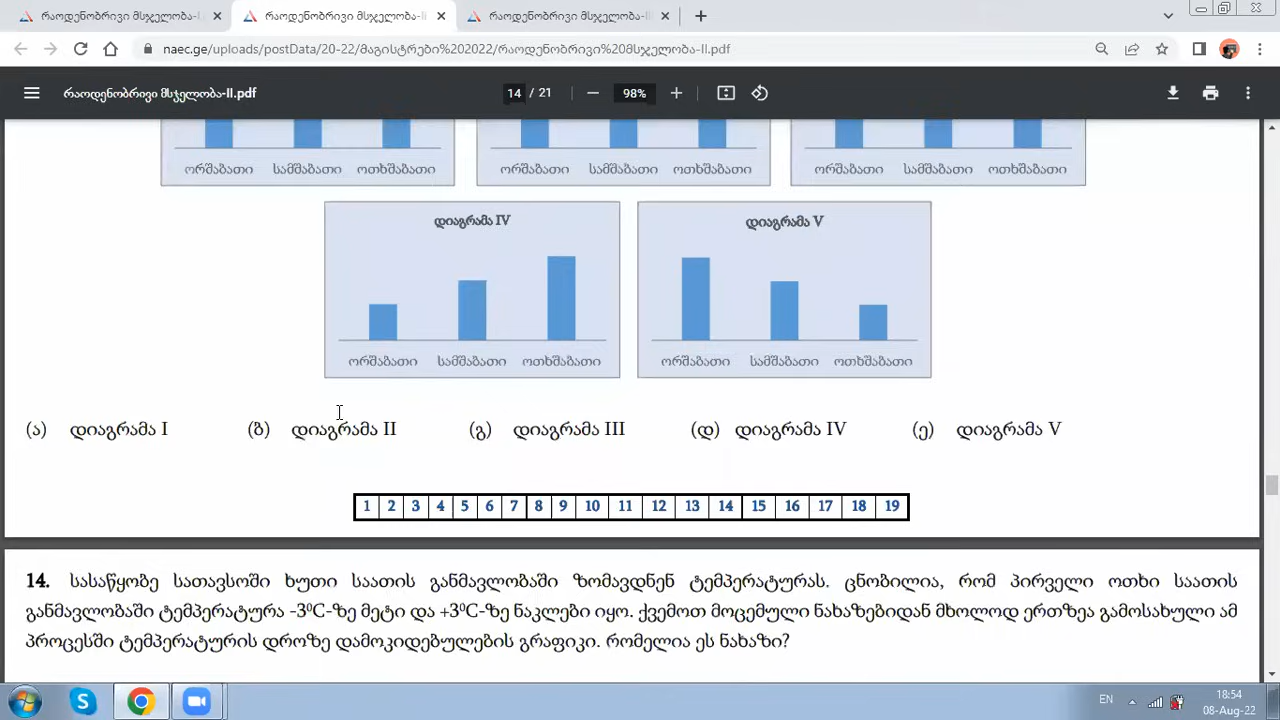 რაოდენობრივი მსჯელობა-I
რაოდენობრივი მსჯელობა-II
რაოდენობრივი მსჯელობა-III
naec.ge/uploads/postData/20-22/მაგისტრები%202022/რაოდენობრივი%20მსჯელობა-II.pdf
რაოდენობრივი მსჯელობა-II.pdf
14 / 21
98%
ორშაბათი სამშაბათი ოთხშაბათი
ორშაბათი სამშაბათი ოთხშაბათი
ორშაბათი სამშაბათი ოთხშაბათი
დიაგრამა IV
ორშაბათი სამშაბათი ოთხშაბათი
დიაგრამა V
ორშაბათი სამშაბათი ოთხშაბათი
(ა) დიაგრამა I (ბ) დიაგრამა II (გ) დიაგრამა III (დ) დიაგრამა IV (ე) დიაგრამა V
1 2 3 4 5 6 7 8 9 10 11 12 13 14 15 16 17 18 19
14. სასაწყობე სათავსოში ხუთი საათის განმავლობაში ზომავდნენ ტემპერატურას. ცნობილია, რომ პირველი ოთხი საათის
განმავლობაში ტემპერატურა -3⁰C-ზე მეტი და +3⁰C-ზე ნაკლები იყო. ქვემოთ მოცემული ნახაზებიდან მხოლოდ ერთზეა გამოსახული ამ
პროცესში ტემპერატურის დროზე დამოკიდებულების გრაფიკი. რომელია ეს ნახაზი?
EN
18:54
08-Aug-22